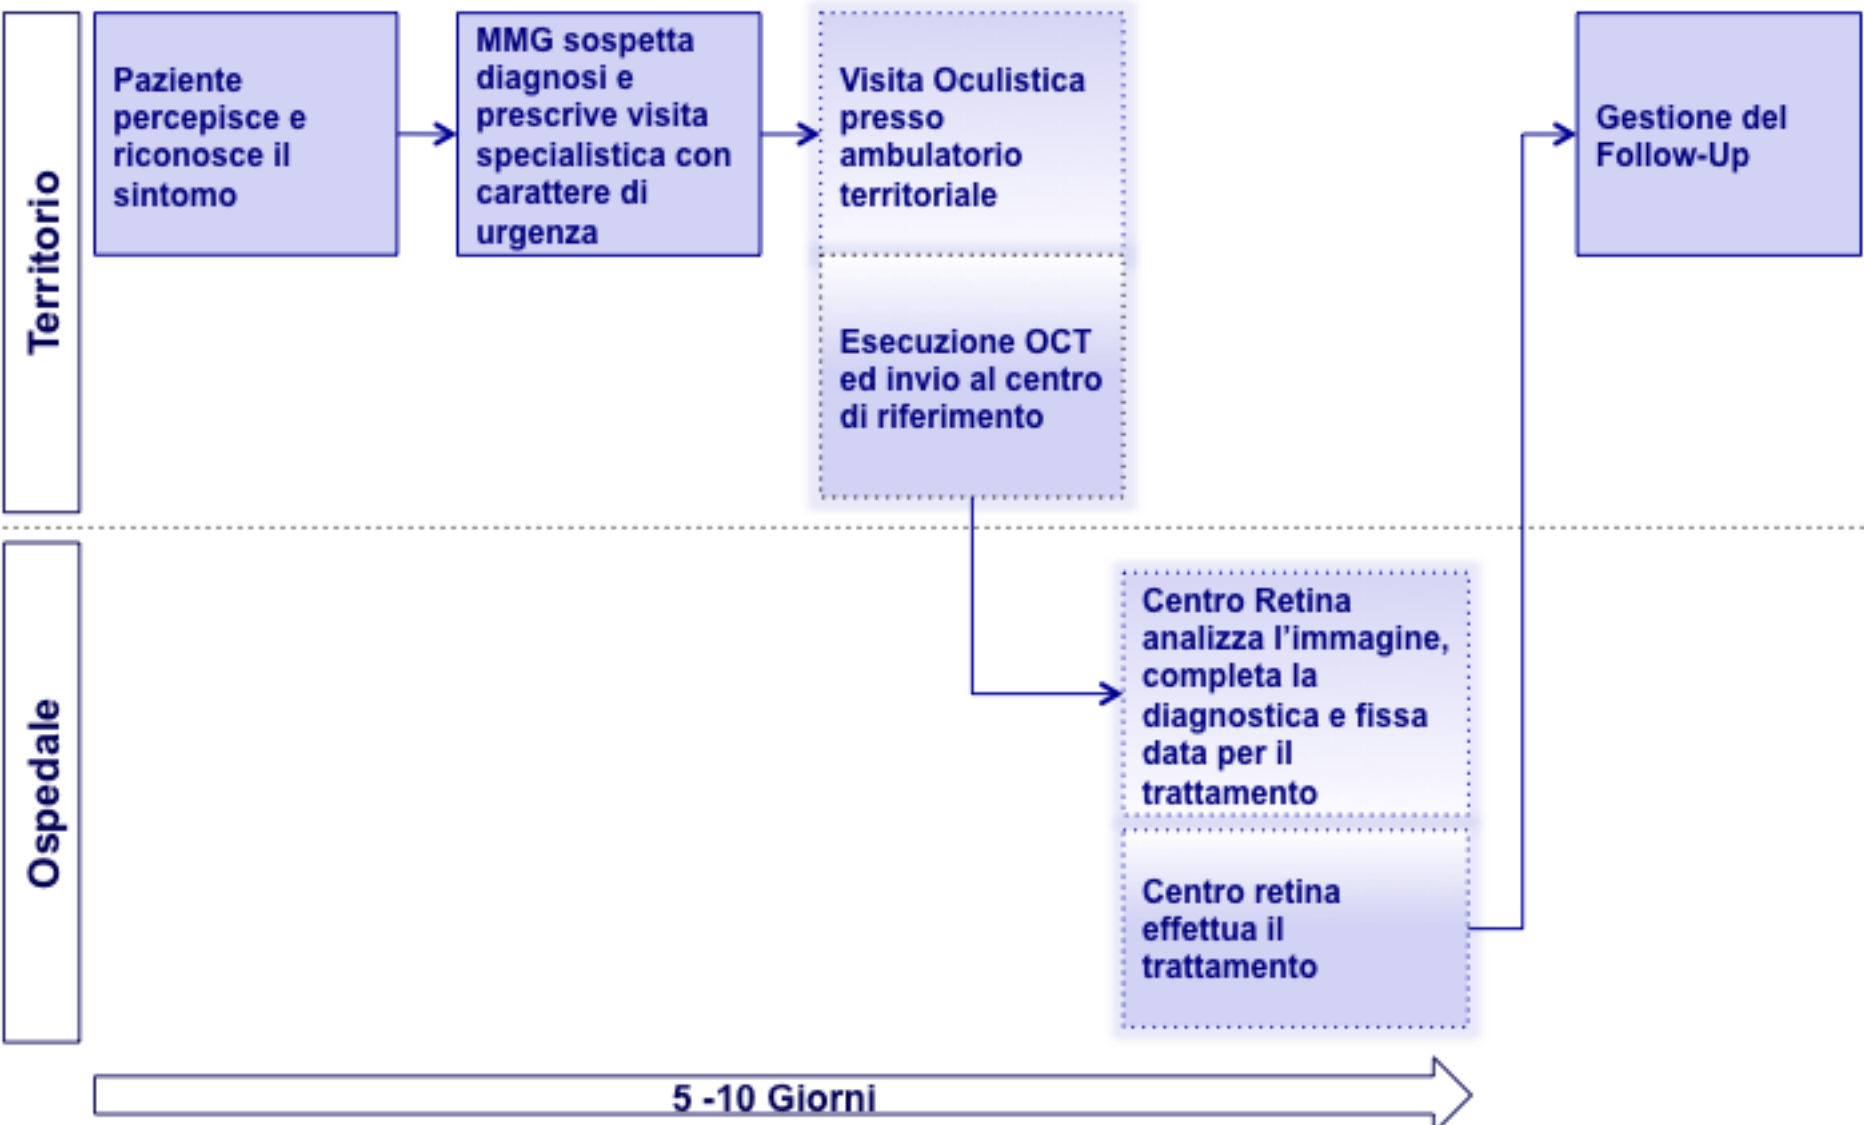 Territorio
Paziente
percepisce e
riconosce il
sintomo
MMG sospetta
diagnosi e
prescrive visita
specialistica con
carattere di
urgenza
Visita Oculistica
presso
ambulatorio
territoriale
Esecuzione OCT
ed invio al centro
di riferimento
Gestione del
Follow-Up
Ospedale
Centro Retina
analizza l’immagine,
completa la
diagnostica e fissa
data per il
trattamento
Centro retina
effettua il
trattamento
5 -10 Giorni